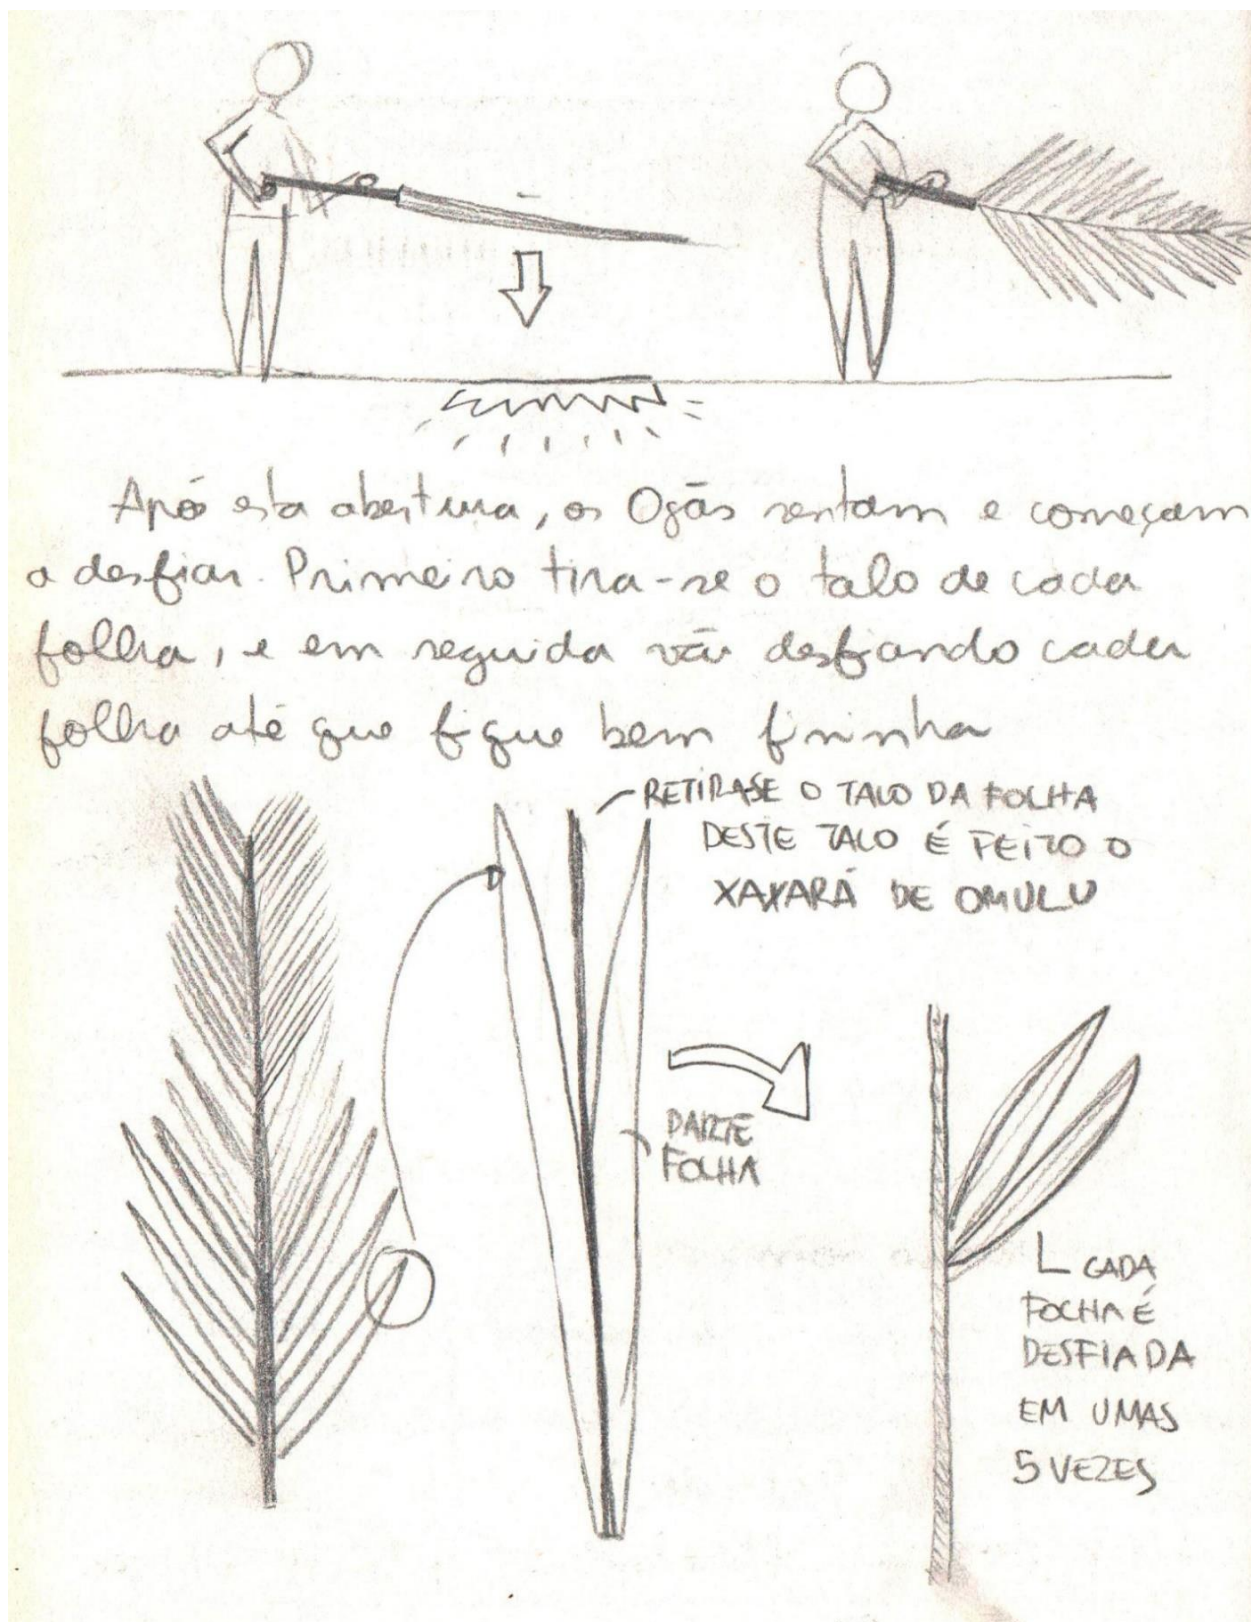 Após esta abertura, os Ogãs sentam e começam
a desfiar. Primeiro tira-se o talo de cada
folha, e em seguida vão desfiando cada
folha até que fique bem fininha
RETIRASE O TALO DA FOLHA
DESTE TALO É FEITO O
XAXARÁ DE OMULU
PARTE
FOLHA
CADA
FOLHA É
DESFIADA
EM UMAS
5 VEZES